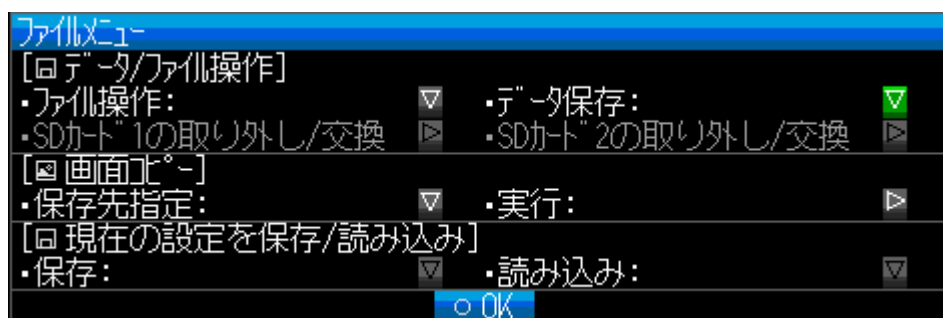 ファイルメニュー
[データ/ファイル操作]
・ファイル操作: ・データ保存:
・SDカード1の取り外し/交換 ・SDカード2の取り外し/交換
[画面コピー]
・保存先指定: ・実行:
[現在の設定を保存/読み込み]
・保存: ・読み込み:
○ OK